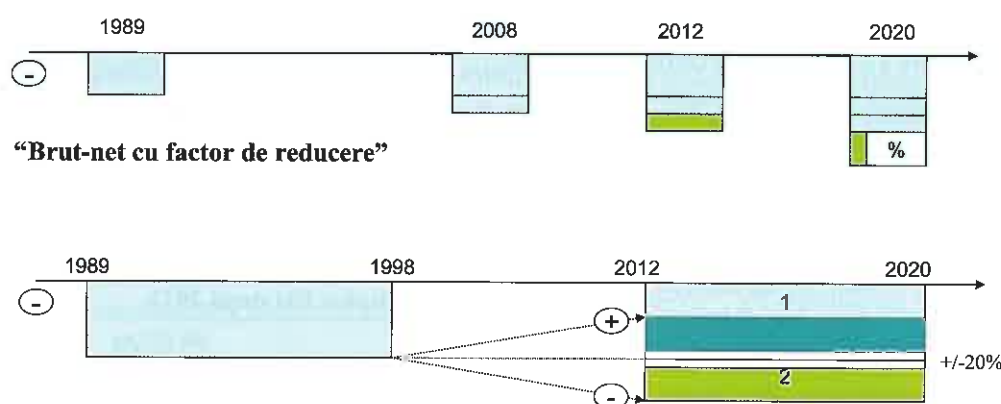 1989 2008 2012 2020
-
%
“Brut-net cu factor de reducere”
1989 1998 2012 2020
-
1
+
+/-20%
2
-